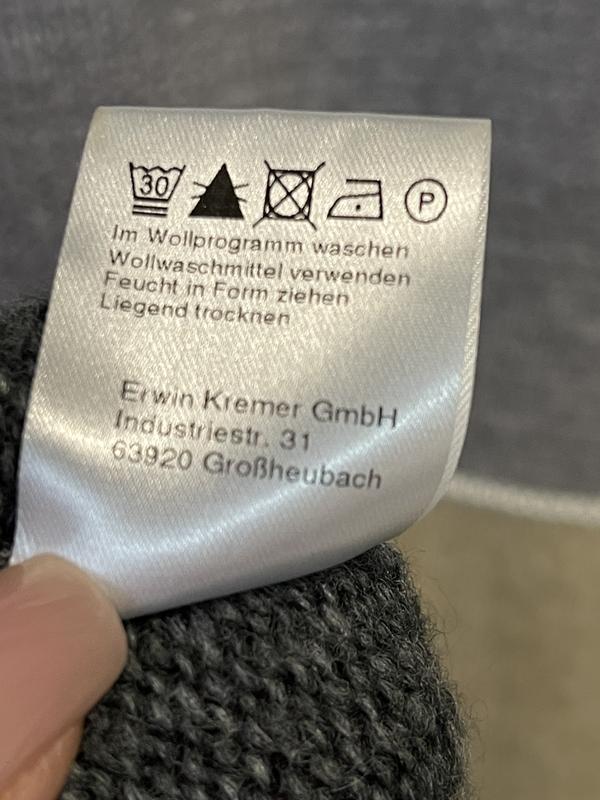 30
P
Im Wollprogramm waschen
Wollwaschmittel verwenden
Feucht in Form ziehen
Liegend trocknen
Erwin Kremer GmbH
Industriestr. 31
63920 Großheubach